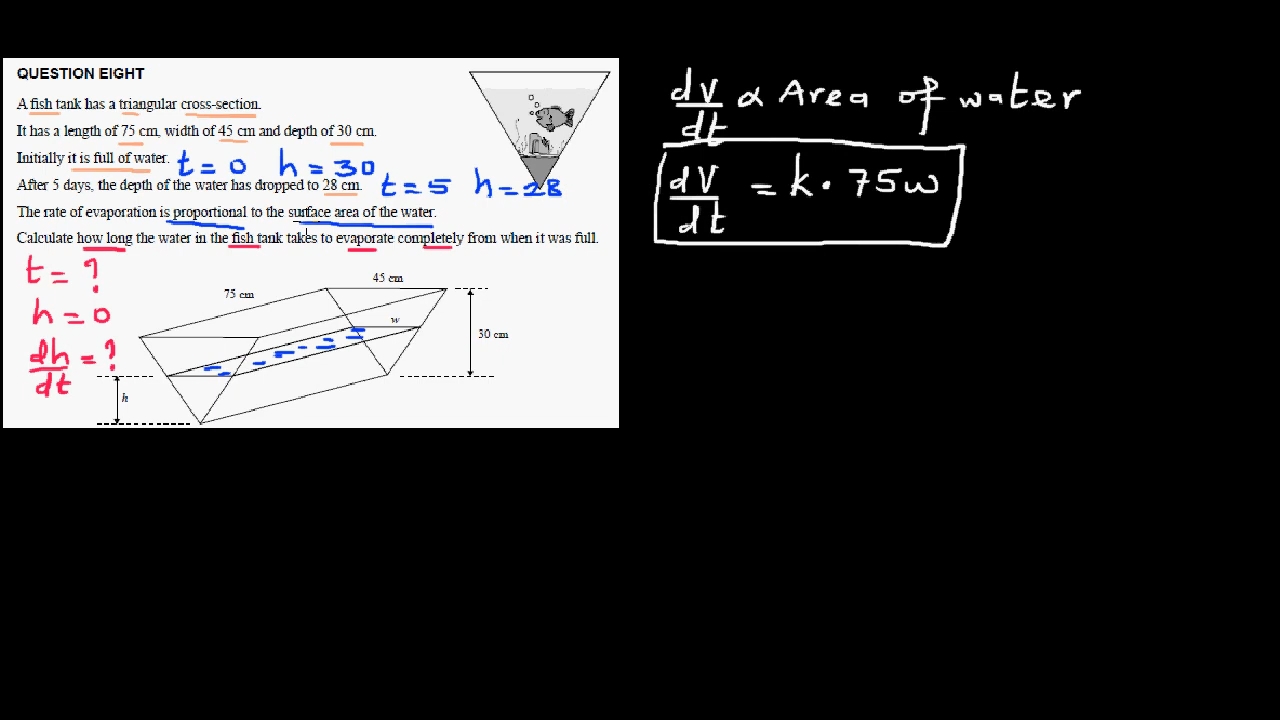 QUESTION EIGHT
A fish tank has a triangular cross-section.
It has a length of 75 cm, width of 45 cm and depth of 30 cm.
Initially it is full of water. t = 0 h = 30
After 5 days, the depth of the water has dropped to 28 cm. t = 5 h = 28
The rate of evaporation is proportional to the surface area of the water.
Calculate how long the water in the fish tank takes to evaporate completely from when it was full.
t = ?
h = 0
dh/dt = ?
45 cm
75 cm
w
30 cm
h
dV/dt ∝ Area of water
dV/dt = k · 75w